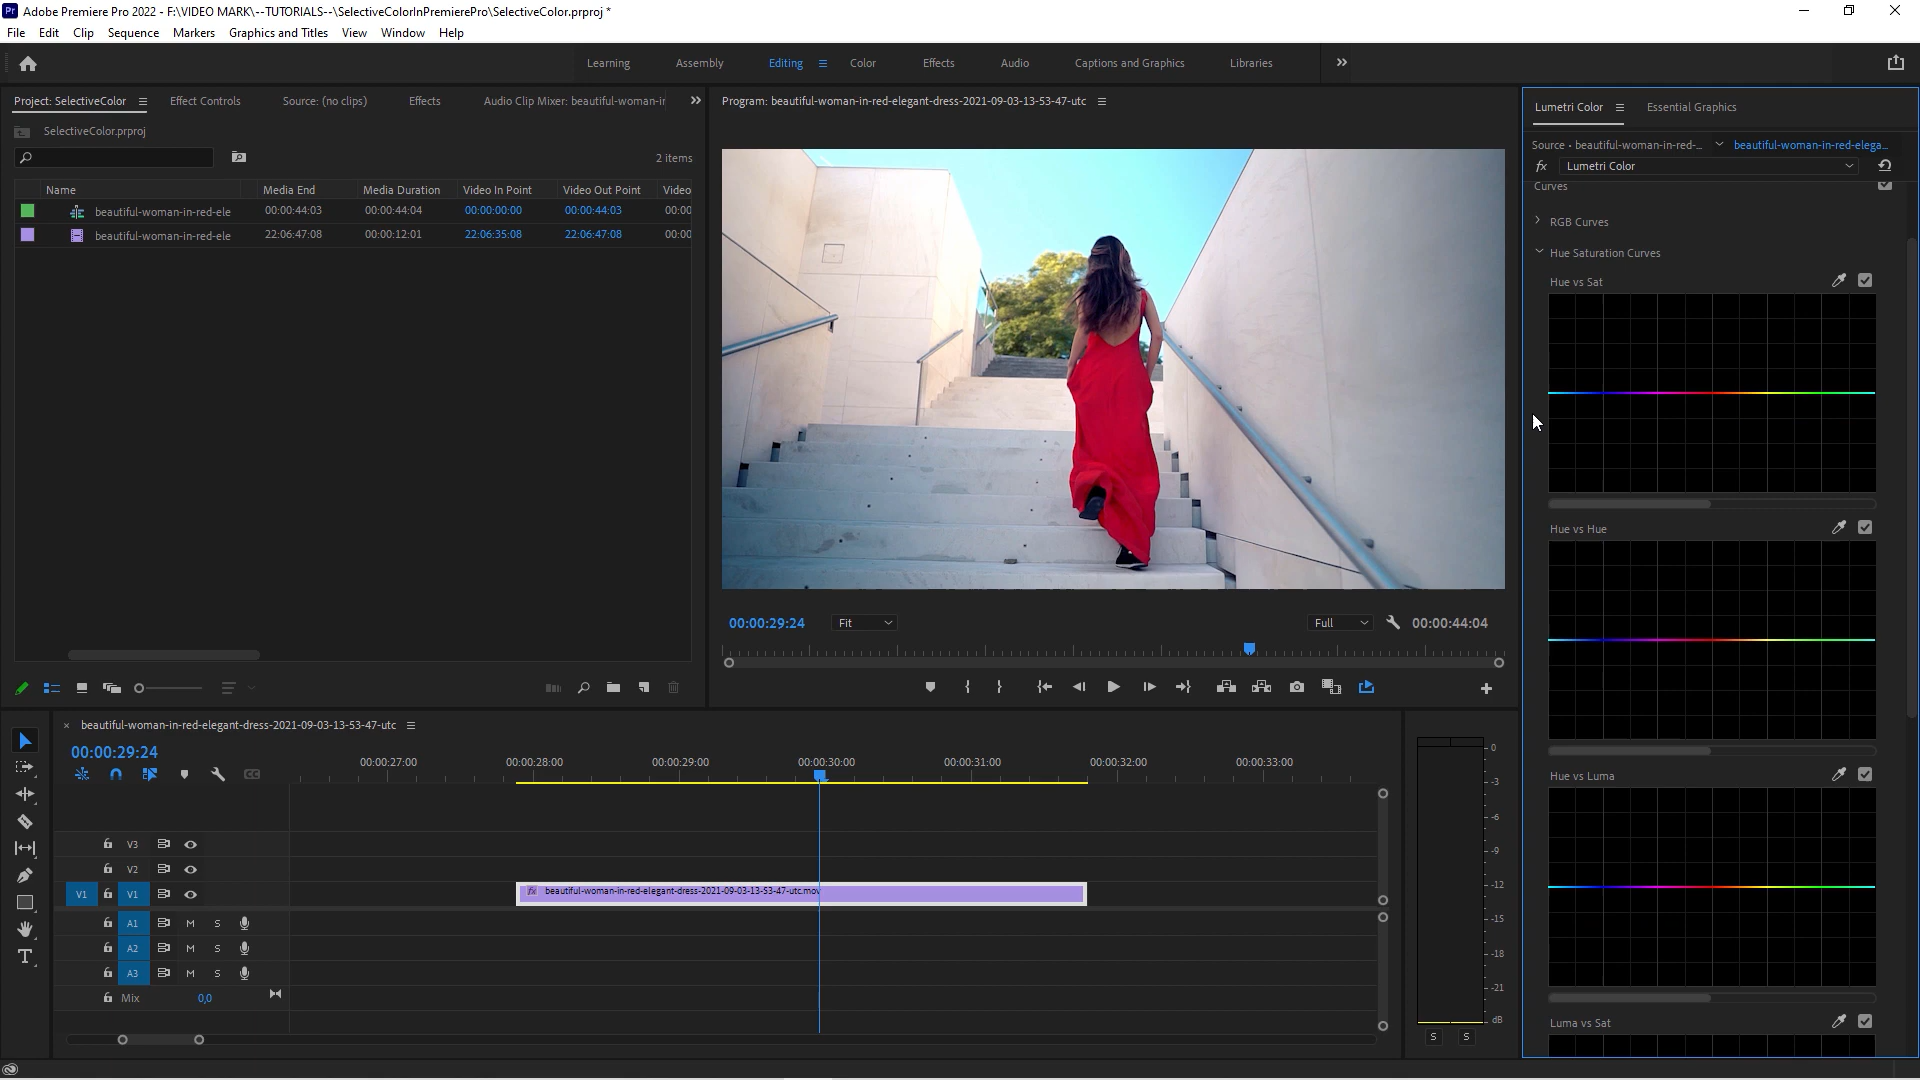 Pr Adobe Premiere Pro 2022 - F:\VIDEO MARK\--TUTORIALS--\SelectiveColorInPremierePro\SelectiveColor.prproj *
File Edit Clip Sequence Markers Graphics and Titles View Window Help
Learning Assembly Editing Color Effects Audio Captions and Graphics Libraries
Project: SelectiveColor Effect Controls Source: (no clips) Effects Audio Clip Mixer: beautiful-woman-ir
SelectiveColor.prproj
2 items
Name Media End Media Duration Video In Point Video Out Point Video
beautiful-woman-in-red-ele 00:00:44:03 00:00:44:04 00:00:00:00 00:00:44:03 00:00
beautiful-woman-in-red-ele 22:06:47:08 00:00:12:01 22:06:35:08 22:06:47:08 00:00
Program: beautiful-woman-in-red-elegant-dress-2021-09-03-13-53-47-utc
00:00:29:24 Fit Full 00:00:44:04
Lumetri Color Essential Graphics
Source • beautiful-woman-in-red-... beautiful-woman-in-red-elega...
fx Lumetri Color
Curves
RGB Curves
Hue Saturation Curves
Hue vs Sat
Hue vs Hue
Hue vs Luma
Luma vs Sat
× beautiful-woman-in-red-elegant-dress-2021-09-03-13-53-47-utc
00:00:29:24
00:00:27:00 00:00:28:00 00:00:29:00 00:00:30:00 00:00:31:00 00:00:32:00 00:00:33:00
V3
V2
V1 V1 fx beautiful-woman-in-red-elegant-dress-2021-09-03-13-53-47-utc.mov
A1 M S
A2 M S
A3 M S
Mix 0,0
0
-3
-6
-9
-12
-15
-18
-21
dB
S S